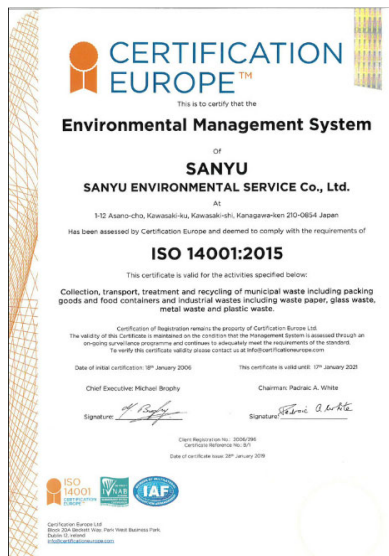 CERTIFICATION
EUROPE™
This is to certify that the
Environmental Management System
Of
SANYU
SANYU ENVIRONMENTAL SERVICE Co., Ltd.
At
1-12 Asano-cho, Kawasaki-ku, Kawasaki-shi, Kanagawa-ken 210-0854 Japan
Has been assessed by Certification Europe and deemed to comply with the requirements of
ISO 14001:2015
This certificate is valid for the activities specified below:
Collection, transport, treatment and recycling of municipal waste including packing
goods and food containers and industrial wastes including waste paper, glass waste,
metal waste and plastic waste.
Certification of Registration remains the property of Certification Europe Ltd.
The validity of this Certificate is maintained on the condition that the Management System is assessed through an
on-going surveillance programme and continues to adequately meet the requirements of the standard.
To verify this certificate validity please contact us at info@certificationeurope.com
Date of initial certification: 18th January 2006
This certificate is valid until: 17th January 2021
Chief Executive: Michael Brophy
Chairman: Padraic A. White
Signature:
Signature: Padraic A. White
Client Registration No.: 2006/286
Certificate Reference No.: 9/1
Date of certificate issue: 28th January 2019
ISO
14001
CERTIFICATION
EUROPE
INAB
IAF
Certification Europe Ltd
Block 20A Beckett Way, Park West Business Park,
Dublin 12, Ireland
info@certificationeurope.com